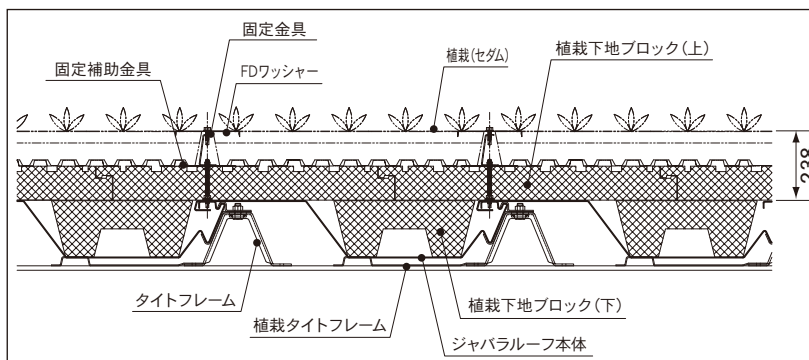 固定金具
固定補助金具
FDワッシャー
植栽(セダム)
植栽下地ブロック(上)
238
タイトフレーム
植栽タイトフレーム
植栽下地ブロック(下)
ジャバラルーフ本体